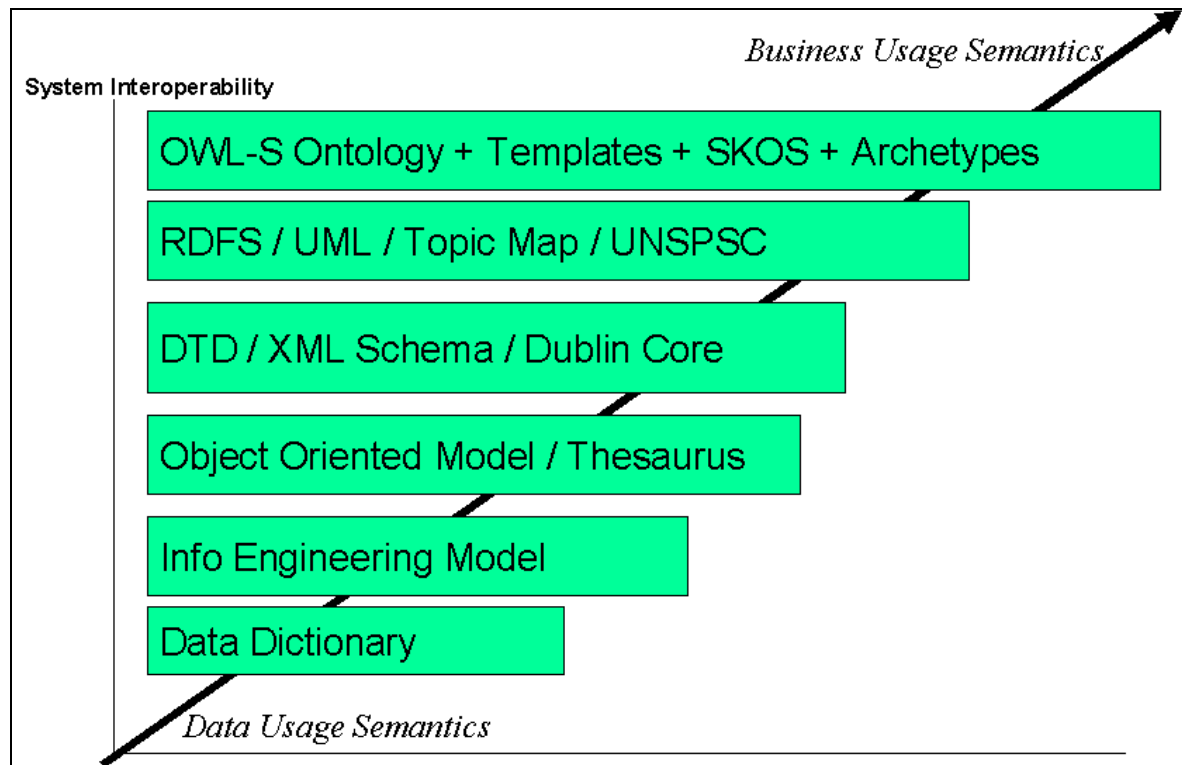 Business Usage Semantics
System Interoperability
OWL-S Ontology + Templates + SKOS + Archetypes
RDFS / UML / Topic Map / UNSPSC
DTD / XML Schema / Dublin Core
Object Oriented Model / Thesaurus
Info Engineering Model
Data Dictionary
Data Usage Semantics